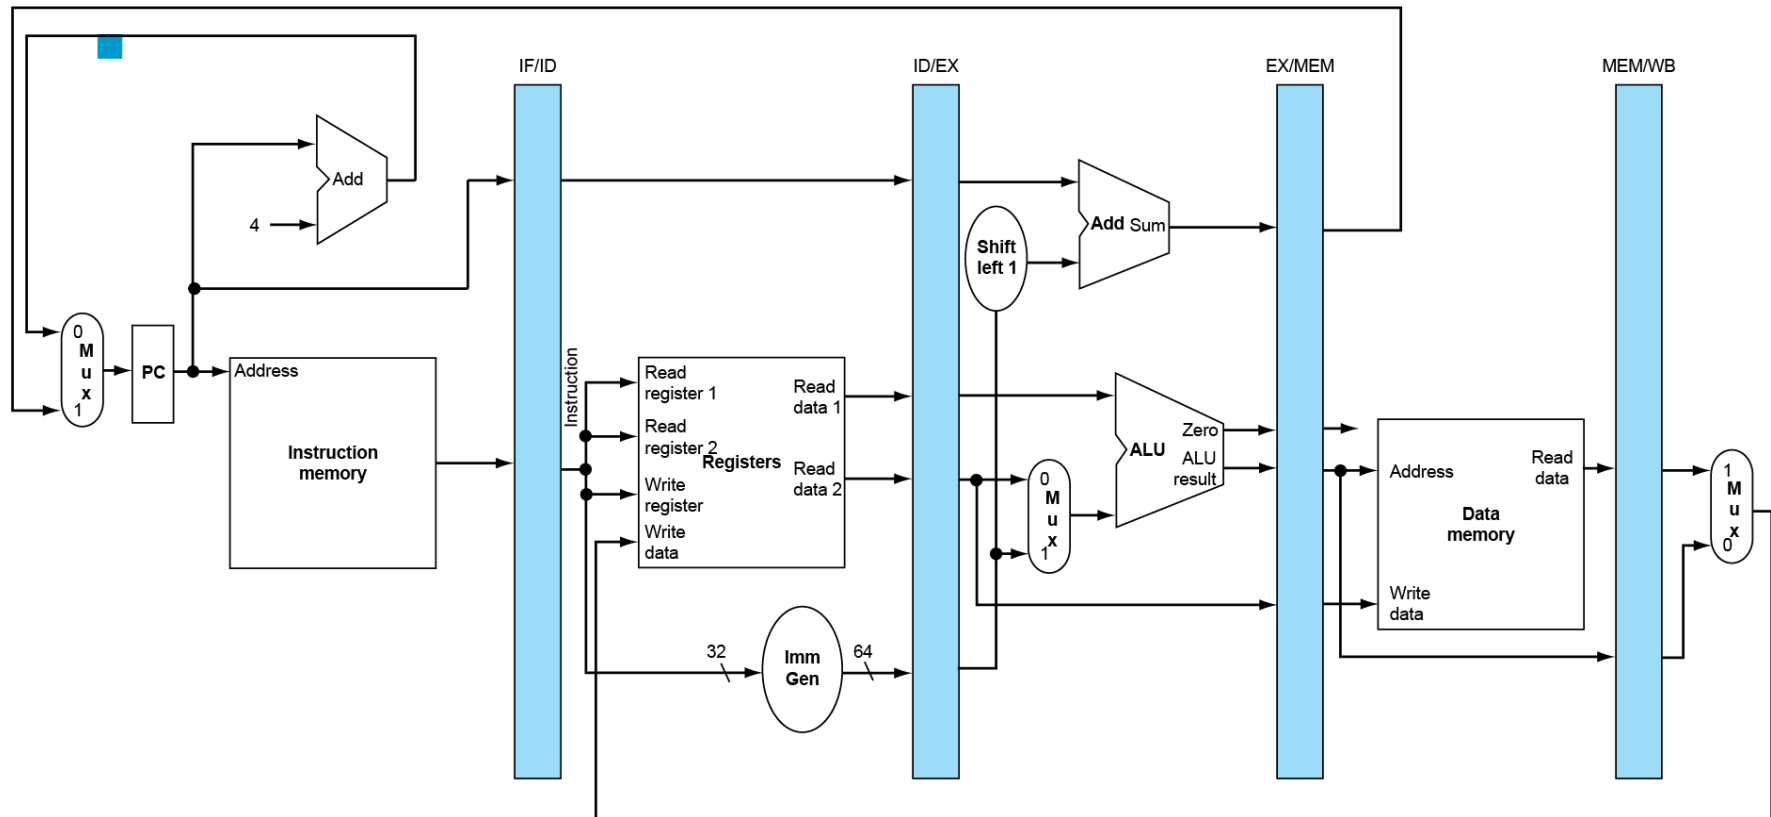 IF/ID
ID/EX
EX/MEM
MEM/WB
Add
4
Add Sum
Shift
left 1
0
M
u
x
1
PC
Address
Instruction
memory
Instruction
Read
register 1
Read
register 2
Write
register
Write
data
Registers
Read
data 1
Read
data 2
0
M
u
x
1
Zero
ALU
ALU
result
Address
Read
data
Data
memory
Write
data
1
M
u
x
0
32
Imm
Gen
64